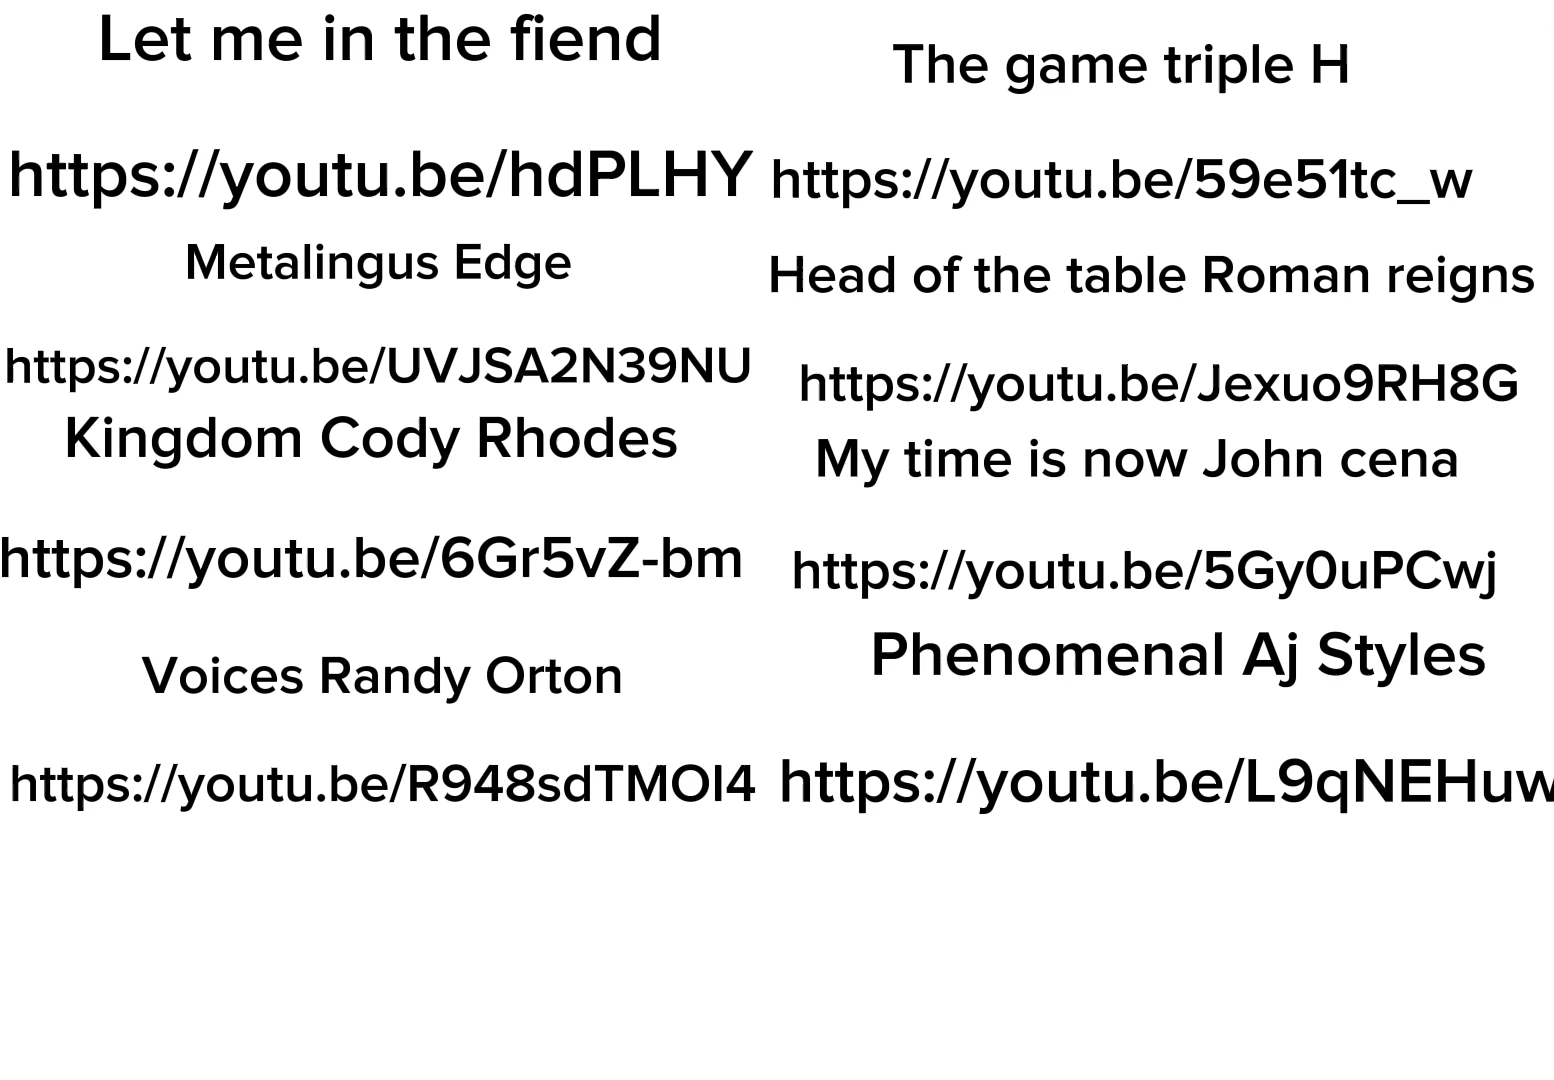 Let me in the fiend
https://youtu.be/hdPLHY
Metalingus Edge
https://youtu.be/UVJSA2N39NU
Kingdom Cody Rhodes
https://youtu.be/6Gr5vZ-bm
Voices Randy Orton
https://youtu.be/R948sdTMOl4
The game triple H
https://youtu.be/59e51tc_w
Head of the table Roman reigns
https://youtu.be/Jexuo9RH8G
My time is now John cena
https://youtu.be/5Gy0uPCwj
Phenomenal Aj Styles
https://youtu.be/L9qNEHuw